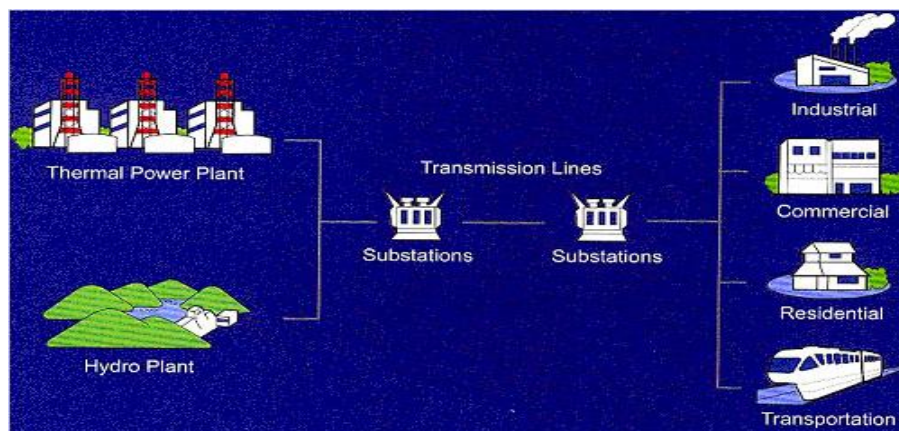 Thermal Power Plant
Hydro Plant
Transmission Lines
Substations
Substations
Industrial
Commercial
Residential
Transportation